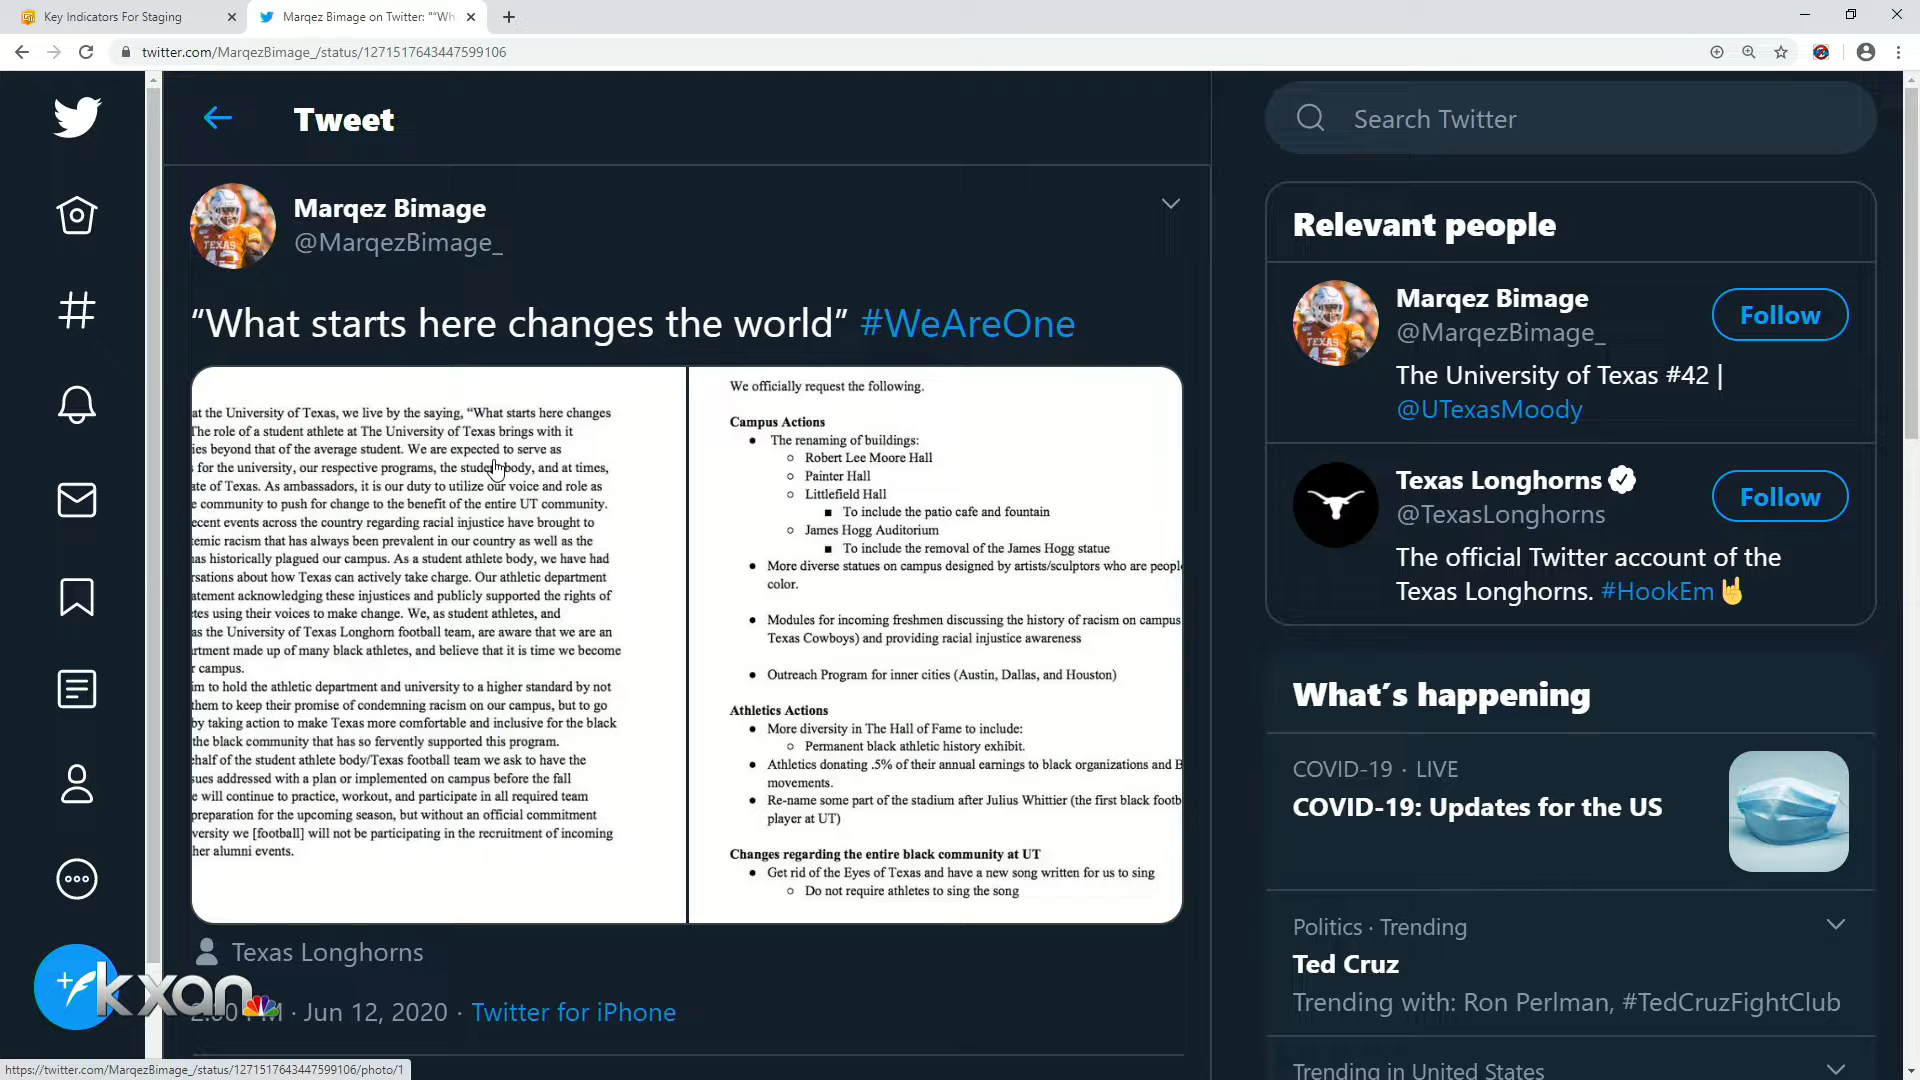 Key Indicators For Staging
Marqez Bimage on Twitter: "“Wh
twitter.com/MarqezBimage_/status/1271517643447599106
Tweet
Search Twitter
Marqez Bimage
@MarqezBimage_
“What starts here changes the world” #WeAreOne
at the University of Texas, we live by the saying, “What starts here changes
The role of a student athlete at The University of Texas brings with it
ies beyond that of the average student. We are expected to serve as
for the university, our respective programs, the student body, and at times,
ate of Texas. As ambassadors, it is our duty to utilize our voice and role as
e community to push for change to the benefit of the entire UT community.
ecent events across the country regarding racial injustice have brought to
temic racism that has always been prevalent in our country as well as the
as historically plagued our campus. As a student athlete body, we have had
rsations about how Texas can actively take charge. Our athletic department
atement acknowledging these injustices and publicly supported the rights of
etes using their voices to make change. We, as student athletes, and
as the University of Texas Longhorn football team, are aware that we are an
rtment made up of many black athletes, and believe that it is time we become
r campus.
im to hold the athletic department and university to a higher standard by not
them to keep their promise of condemning racism on our campus, but to go
by taking action to make Texas more comfortable and inclusive for the black
the black community that has so fervently supported this program.
ehalf of the student athlete body/Texas football team we ask to have the
sues addressed with a plan or implemented on campus before the fall
e will continue to practice, workout, and participate in all required team
preparation for the upcoming season, but without an official commitment
versity we [football] will not be participating in the recruitment of incoming
her alumni events.
We officially request the following.
Campus Actions
• The renaming of buildings:
○ Robert Lee Moore Hall
○ Painter Hall
○ Littlefield Hall
■ To include the patio cafe and fountain
○ James Hogg Auditorium
■ To include the removal of the James Hogg statue
• More diverse statues on campus designed by artists/sculptors who are peopl
color.
• Modules for incoming freshmen discussing the history of racism on campus
Texas Cowboys) and providing racial injustice awareness
• Outreach Program for inner cities (Austin, Dallas, and Houston)
Athletics Actions
• More diversity in The Hall of Fame to include:
○ Permanent black athletic history exhibit.
• Athletics donating .5% of their annual earnings to black organizations and B
movements.
• Re-name some part of the stadium after Julius Whittier (the first black footb
player at UT)
Changes regarding the entire black community at UT
• Get rid of the Eyes of Texas and have a new song written for us to sing
○ Do not require athletes to sing the song
Texas Longhorns
Jun 12, 2020 · Twitter for iPhone
kxan
https://twitter.com/MarqezBimage_/status/1271517643447599106/photo/1
Relevant people
Marqez Bimage
@MarqezBimage_
Follow
The University of Texas #42 |
@UTexasMoody
TEXAS
42
Texas Longhorns
@TexasLonghorns
Follow
The official Twitter account of the
Texas Longhorns. #HookEm🤘
What’s happening
COVID-19 · LIVE
COVID-19: Updates for the US
Politics · Trending
Ted Cruz
Trending with: Ron Perlman, #TedCruzFightClub
Trending in United States